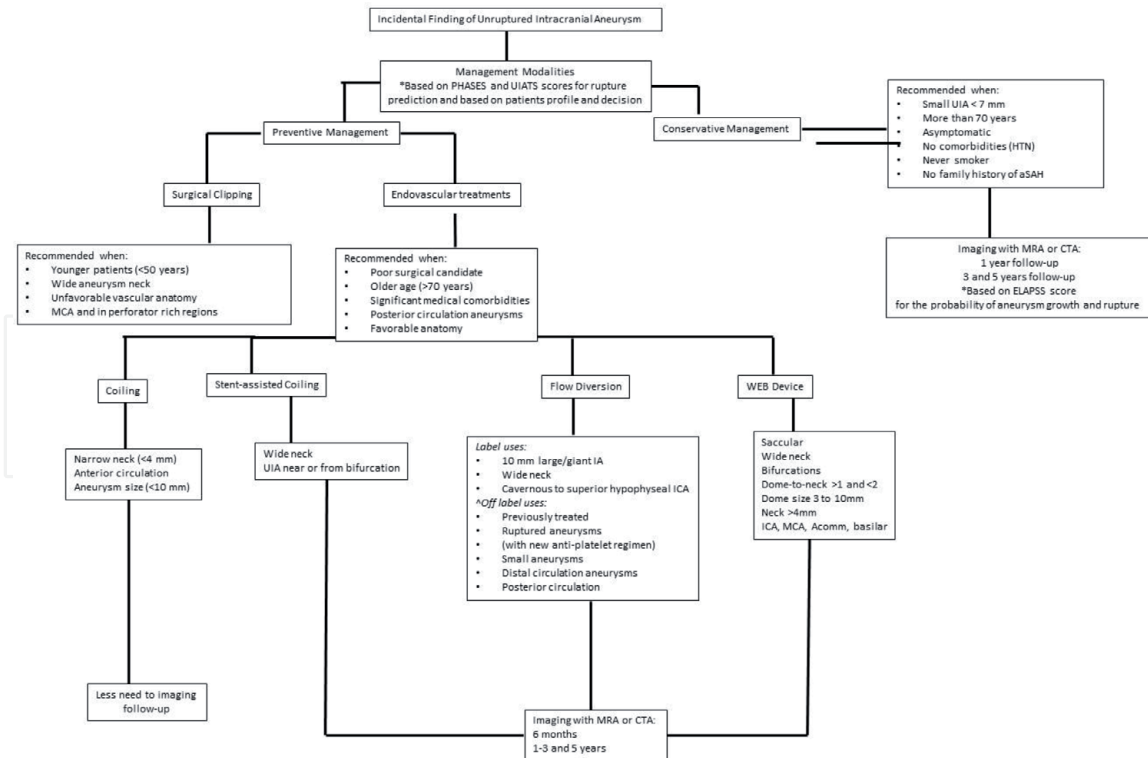 Incidental Finding of Unruptured Intracranial Aneurysm
Management Modalities
*Based on PHASES and UIATS scores for rupture
prediction and based on patients profile and decision
Preventive Management
Conservative Management
Recommended when:
• Small UIA < 7 mm
• More than 70 years
• Asymptomatic
• No comorbidities (HTN)
• Never smoker
• No family history of aSAH
Surgical Clipping
Endovascular treatments
Recommended when:
• Younger patients (<50 years)
• Wide aneurysm neck
• Unfavorable vascular anatomy
• MCA and in perforator rich regions
Recommended when:
• Poor surgical candidate
• Older age (>70 years)
• Significant medical comorbidities
• Posterior circulation aneurysms
• Favorable anatomy
Imaging with MRA or CTA:
1 year follow-up
3 and 5 years follow-up
*Based on ELAPSS score
for the probability of aneurysm growth and rupture
Coiling
Stent-assisted Coiling
Flow Diversion
WEB Device
Narrow neck (<4 mm)
Anterior circulation
Aneurysm size (<10 mm)
Wide neck
UIA near or from bifurcation
Label uses:
• 10 mm large/giant IA
• Wide neck
• Cavernous to superior hypophyseal ICA
^Off label uses:
• Previously treated
• Ruptured aneurysms
• (with new anti-platelet regimen)
• Small aneurysms
• Distal circulation aneurysms
• Posterior circulation
Saccular
Wide neck
Bifurcations
Dome-to-neck >1 and <2
Dome size 3 to 10mm
Neck >4mm
ICA, MCA, Acomm, basilar
Less need to imaging
follow-up
Imaging with MRA or CTA:
6 months
1-3 and 5 years